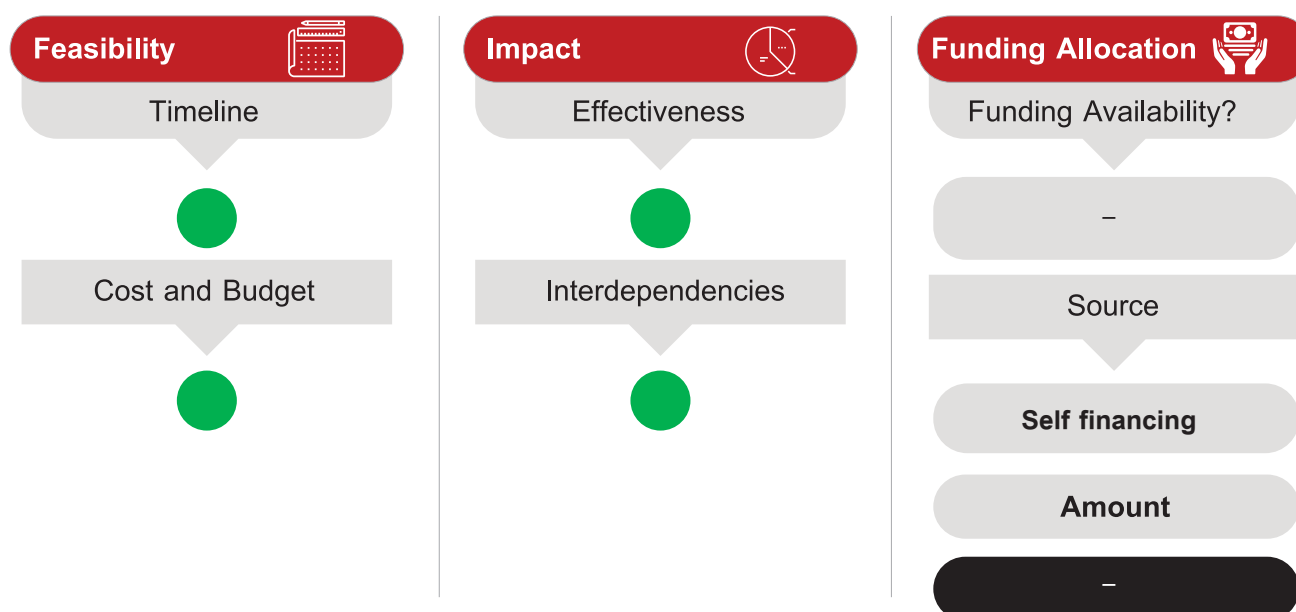 Feasibility
Timeline
Cost and Budget
Impact
Effectiveness
Interdependencies
Funding Allocation
Funding Availability?
–
Source
Self financing
Amount
–